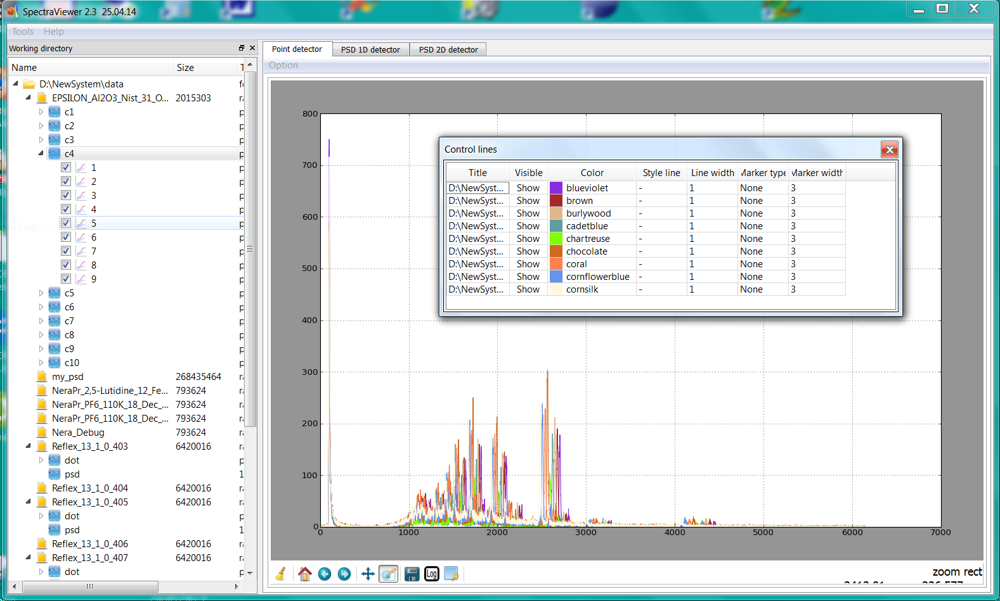 SpectraViewer 2.3 25.04.14
Tools Help
Working directory
Name Size
D:\NewSystem\data
EPSILON_Al2O3_Nist_31_O... 2015303
c1
c2
c3
c4
1
2
3
4
5
6
7
8
9
c5
c6
c7
c8
c9
c10
my_psd 268435464
NeraPr_2,5-Lutidine_12_Fe... 793624
NeraPr_PF6_110K_18_Dec_... 793624
NeraPr_PF6_110K_18_Dec_... 793624
Nera_Debug 793624
Reflex_13_1_0_403 6420016
dot
psd
Reflex_13_1_0_404 6420016
Reflex_13_1_0_405 6420016
dot
psd
Reflex_13_1_0_406 6420016
Reflex_13_1_0_407 6420016
dot
Point detector PSD 1D detector PSD 2D detector
Option
800
700
600
500
400
300
200
100
0
0 1000 2000 3000 4000 5000 6000 7000
Control lines
Title Visible Color Style line Line width Marker type Marker width
D:\NewSyst... Show blueviolet - 1 None 3
D:\NewSyst... Show brown - 1 None 3
D:\NewSyst... Show burlywood - 1 None 3
D:\NewSyst... Show cadetblue - 1 None 3
D:\NewSyst... Show chartreuse - 1 None 3
D:\NewSyst... Show chocolate - 1 None 3
D:\NewSyst... Show coral - 1 None 3
D:\NewSyst... Show cornflowerblue - 1 None 3
D:\NewSyst... Show cornsilk - 1 None 3
Log
zoom rect